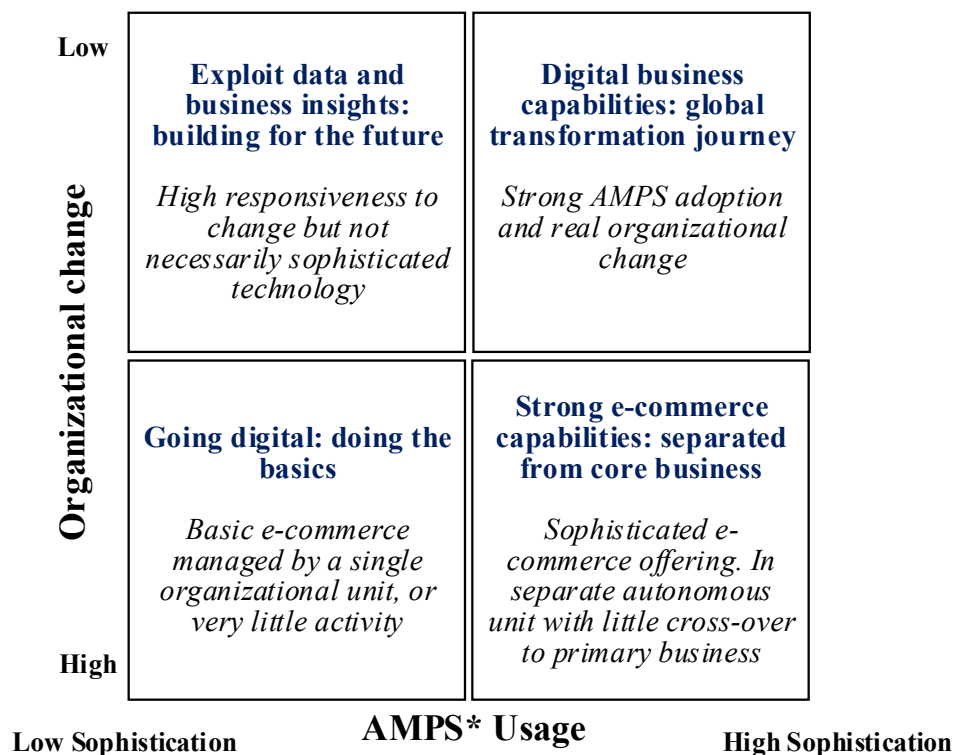 Low
Exploit data and
business insights:
building for the future
High responsiveness to
change but not
necessarily sophisticated
technology
Digital business
capabilities: global
transformation journey
Strong AMPS adoption
and real organizational
change
Organizational change
Going digital: doing the
basics
Basic e-commerce
managed by a single
organizational unit, or
very little activity
Strong e-commerce
capabilities: separated
from core business
Sophisticated e-
commerce offering. In
separate autonomous
unit with little cross-over
to primary business
High
Low Sophistication
AMPS* Usage
High Sophistication